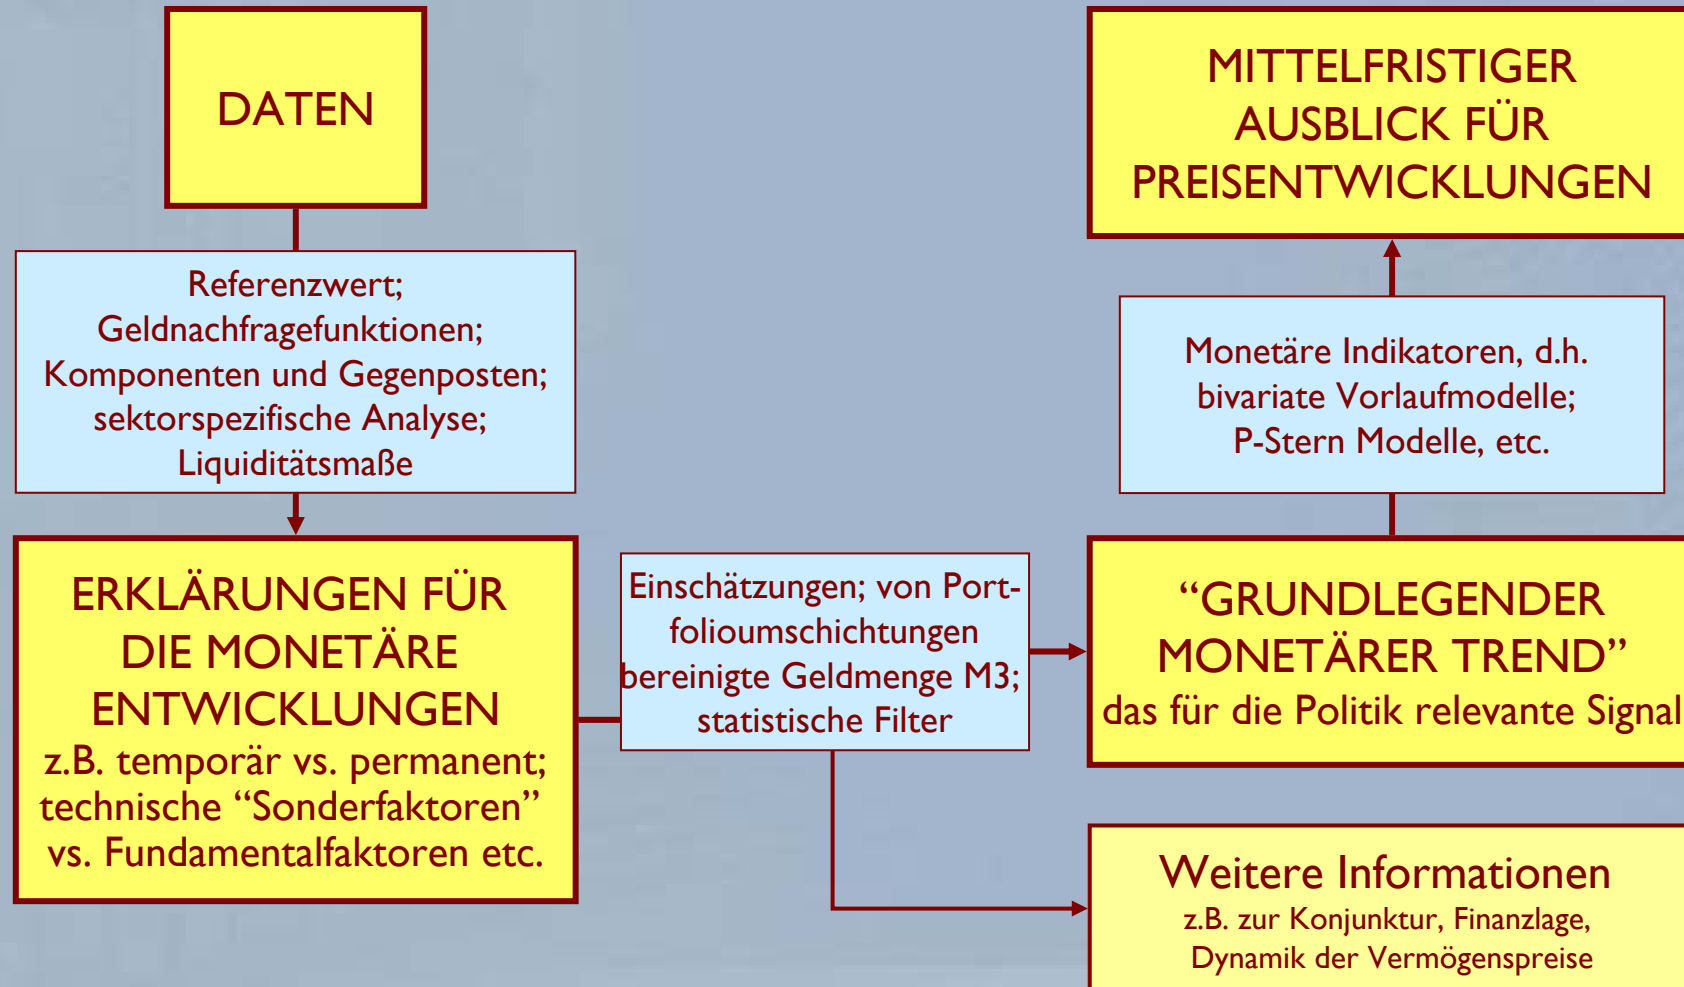 DATEN
Referenzwert;
Geldnachfragefunktionen;
Komponenten und Gegenposten;
sektorspezifische Analyse;
Liquiditätsmaße
ERKLÄRUNGEN FÜR
DIE MONETÄRE
ENTWICKLUNGEN
z.B. temporär vs. permanent;
technische “Sonderfaktoren”
vs. Fundamentalfaktoren etc.
Einschätzungen; von Port-
folioumschichtungen
bereinigte Geldmenge M3;
statistische Filter
“GRUNDLEGENDER
MONETÄRER TREND”
das für die Politik relevante Signal
Monetäre Indikatoren, d.h.
bivariate Vorlaufmodelle;
P-Stern Modelle, etc.
MITTELFRISTIGER
AUSBLICK FÜR
PREISENTWICKLUNGEN
Weitere Informationen
z.B. zur Konjunktur, Finanzlage,
Dynamik der Vermögenspreise